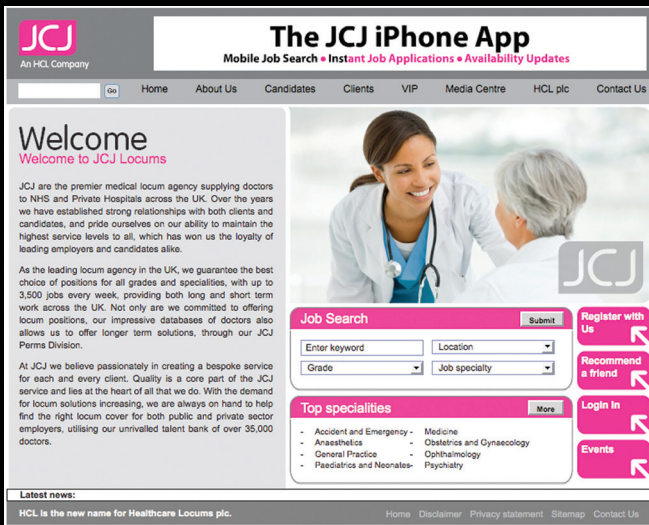 JCJ
An HCL Company
The JCJ iPhone App
Mobile Job Search • Instant Job Applications • Availability Updates
Go
Home About Us Candidates Clients VIP Media Centre HCL plc Contact Us
Welcome
Welcome to JCJ Locums
JCJ are the premier medical locum agency supplying doctors
to NHS and Private Hospitals across the UK. Over the years
we have established strong relationships with both clients and
candidates, and pride ourselves on our ability to maintain the
highest service levels to all, which has won us the loyalty of
leading employers and candidates alike.
As the leading locum agency in the UK, we guarantee the best
choice of positions for all grades and specialities, with up to
3,500 jobs every week, providing both long and short term
work across the UK. Not only are we committed to offering
locum positions, our impressive databases of doctors also
allows us to offer longer term solutions, through our JCJ
Perms Division.
At JCJ we believe passionately in creating a bespoke service
for each and every client. Quality is a core part of the JCJ
service and lies at the heart of all that we do. With the demand
for locum solutions increasing, we are always on hand to help
find the right locum cover for both public and private sector
employers, utilising our unrivalled talent bank of over 35,000
doctors.
JCJ
Job Search Submit
Enter keyword Location
Grade Job specialty
Top specialities More
- Accident and Emergency - Medicine
- Anaesthetics - Obstetrics and Gynaecology
- General Practice - Ophthalmology
- Paediatrics and Neonates- Psychiatry
Register with
Us
Recommend
a friend
Login In
Events
Latest news:
HCL is the new name for Healthcare Locums plc.
Home Disclaimer Privacy statement Sitemap Contact Us